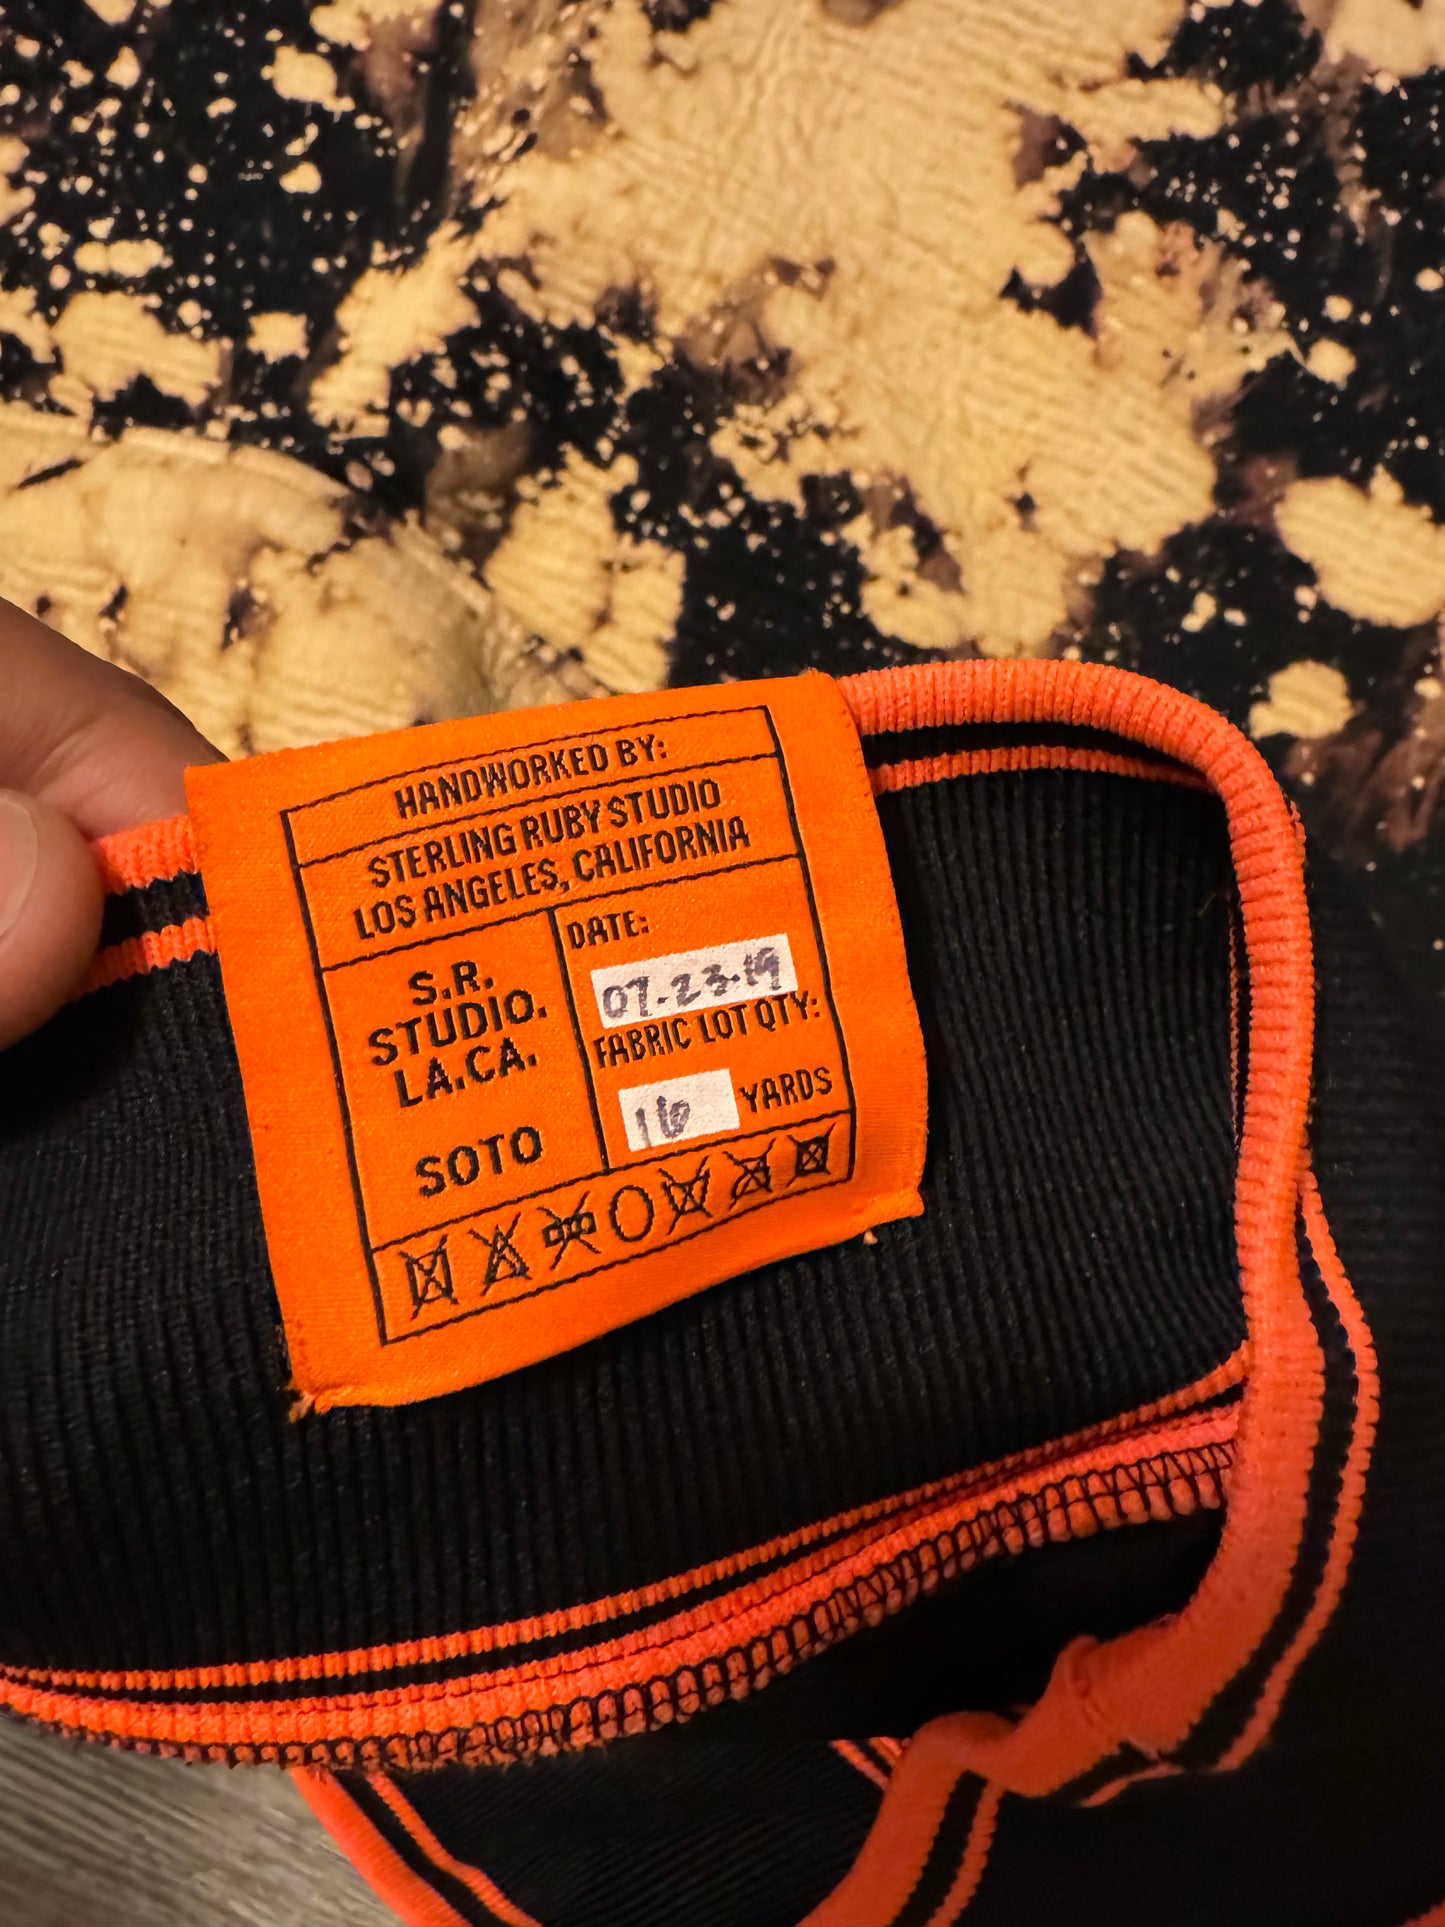 HANDWORKED BY:
STERLING RUBY STUDIO
LOS ANGELES, CALIFORNIA
S.R.
STUDIO.
LA.CA.
SOTO
DATE:
07.23.19
FABRIC LOT QTY:
16 YARDS